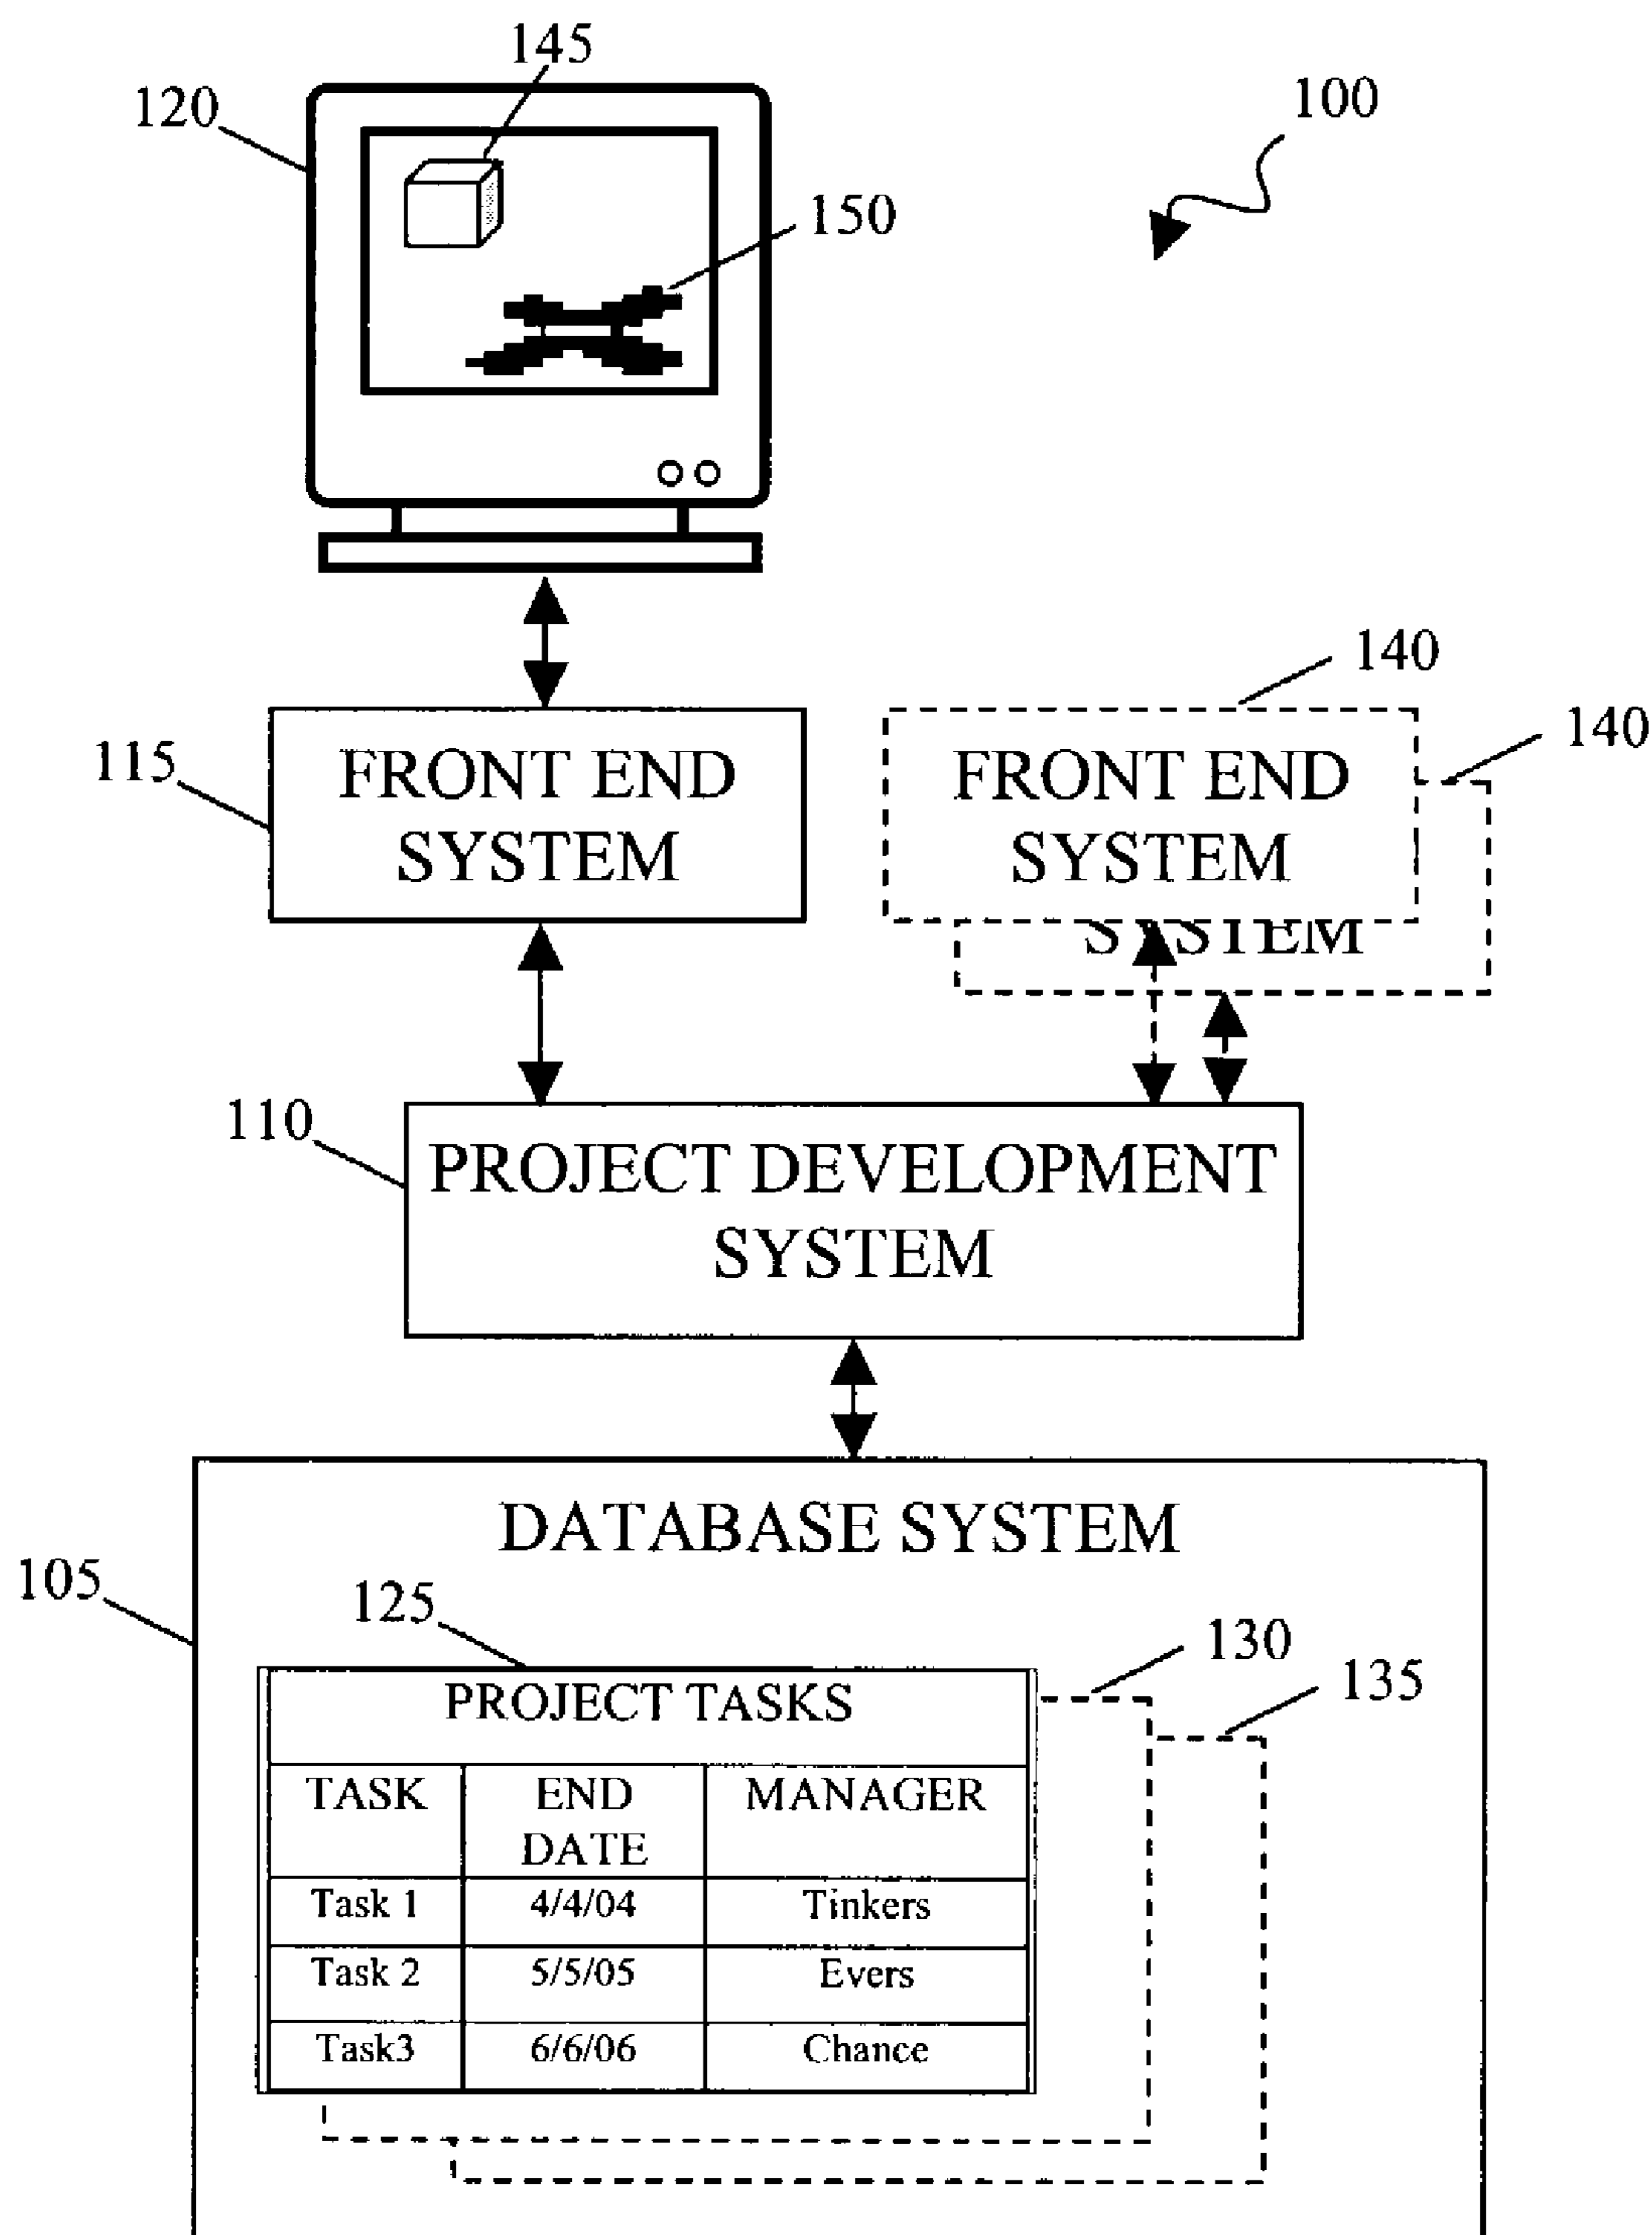 145
120
100
150
140
140
115
FRONT END
SYSTEM
FRONT END
SYSTEM
SYSTEM
110
PROJECT DEVELOPMENT
SYSTEM
DATABASE SYSTEM
105
125
130
135
PROJECT TASKS
TASK END DATE MANAGER
Task 1 4/4/04 Tinkers
Task 2 5/5/05 Evers
Task3 6/6/06 Chance